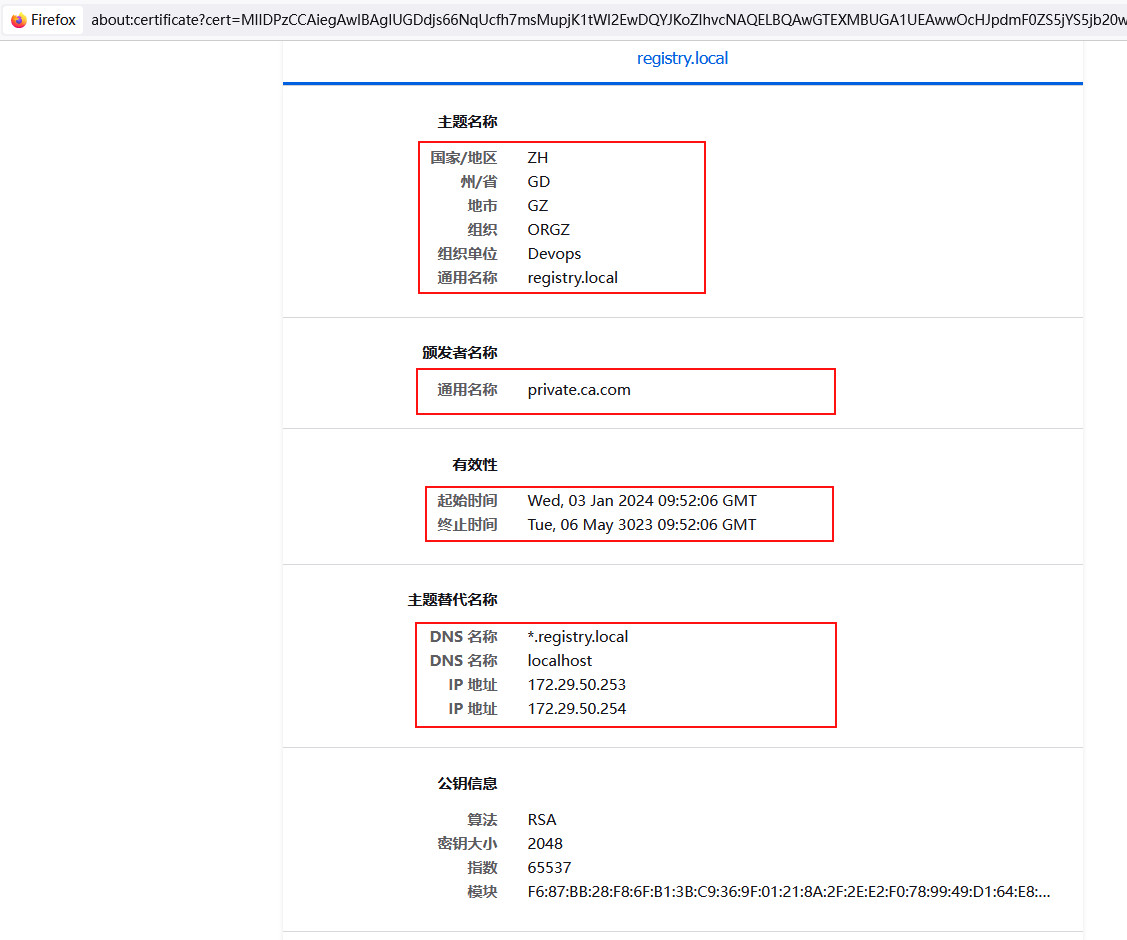 Firefox about:certificate?cert=MIIDPzCCAiegAwIBAgIUGDdjs66NqUcfh7msMupjK1tWl2EwDQYJKoZIhvcNAQELBQAwGTEXMBUGA1UEAwwOcHJpdmF0ZS5jYS5jb20w
registry.local
主题名称
国家/地区 ZH
州/省 GD
地市 GZ
组织 ORGZ
组织单位 Devops
通用名称 registry.local
颁发者名称
通用名称 private.ca.com
有效性
起始时间 Wed, 03 Jan 2024 09:52:06 GMT
终止时间 Tue, 06 May 3023 09:52:06 GMT
主题替代名称
DNS 名称 *.registry.local
DNS 名称 localhost
IP 地址 172.29.50.253
IP 地址 172.29.50.254
公钥信息
算法 RSA
密钥大小 2048
指数 65537
模块 F6:87:BB:28:F8:6F:B1:3B:C9:36:9F:01:21:8A:2F:2E:E2:F0:78:99:49:D1:64:E8:...